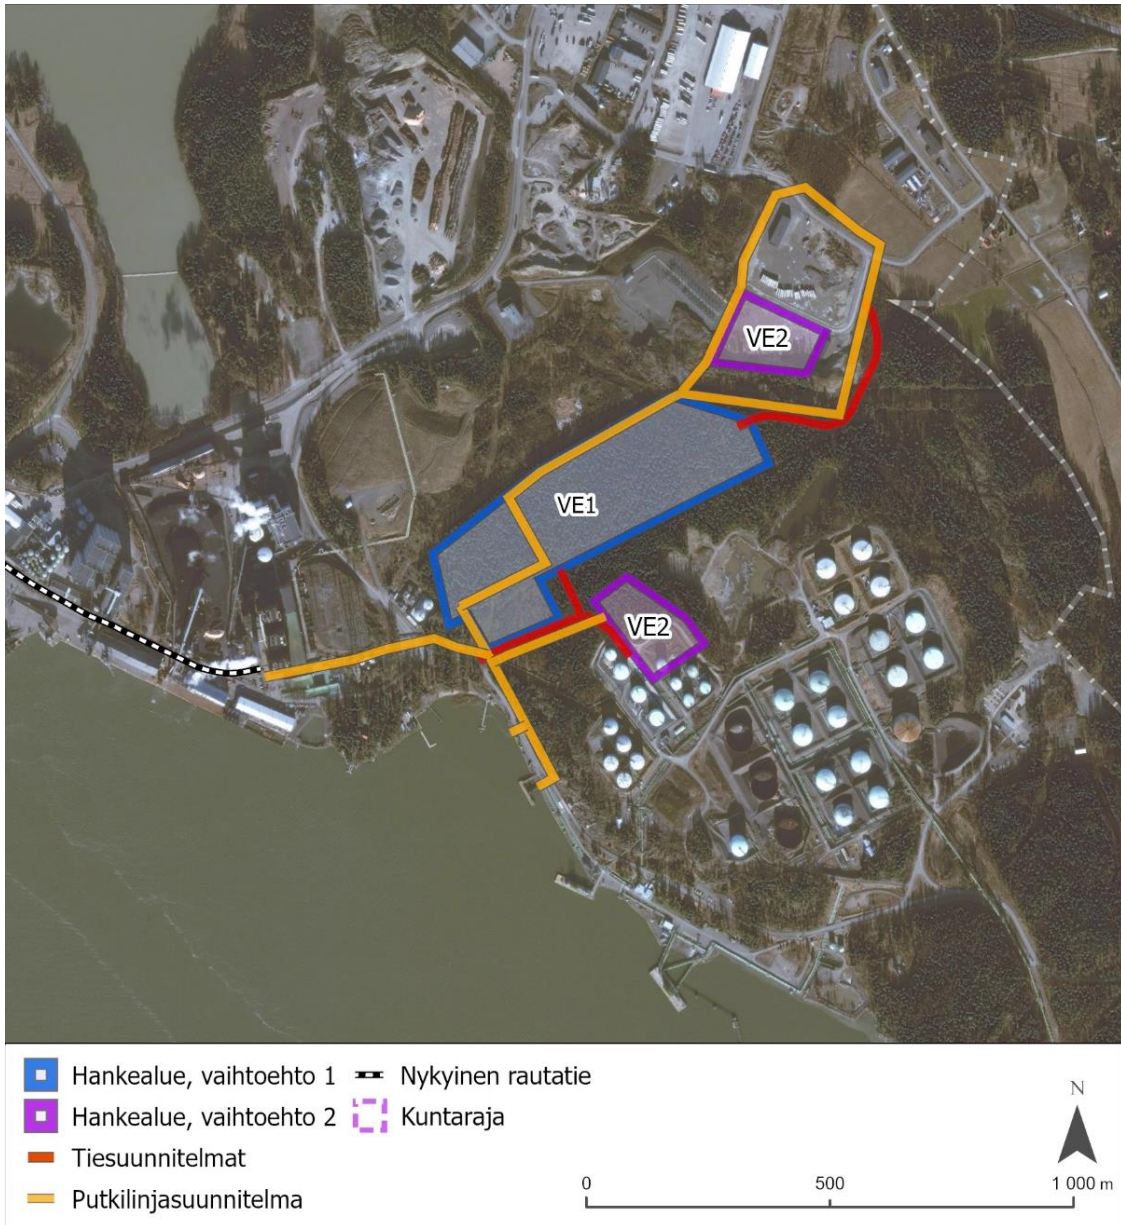 VE2
VE1
VE2
Hankealue, vaihtoehto 1
Nykyinen rautatie
Hankealue, vaihtoehto 2
Kuntaraja
Tiesuunnitelmat
Putkilinjasuunnitelma
N
0 500 1 000 m